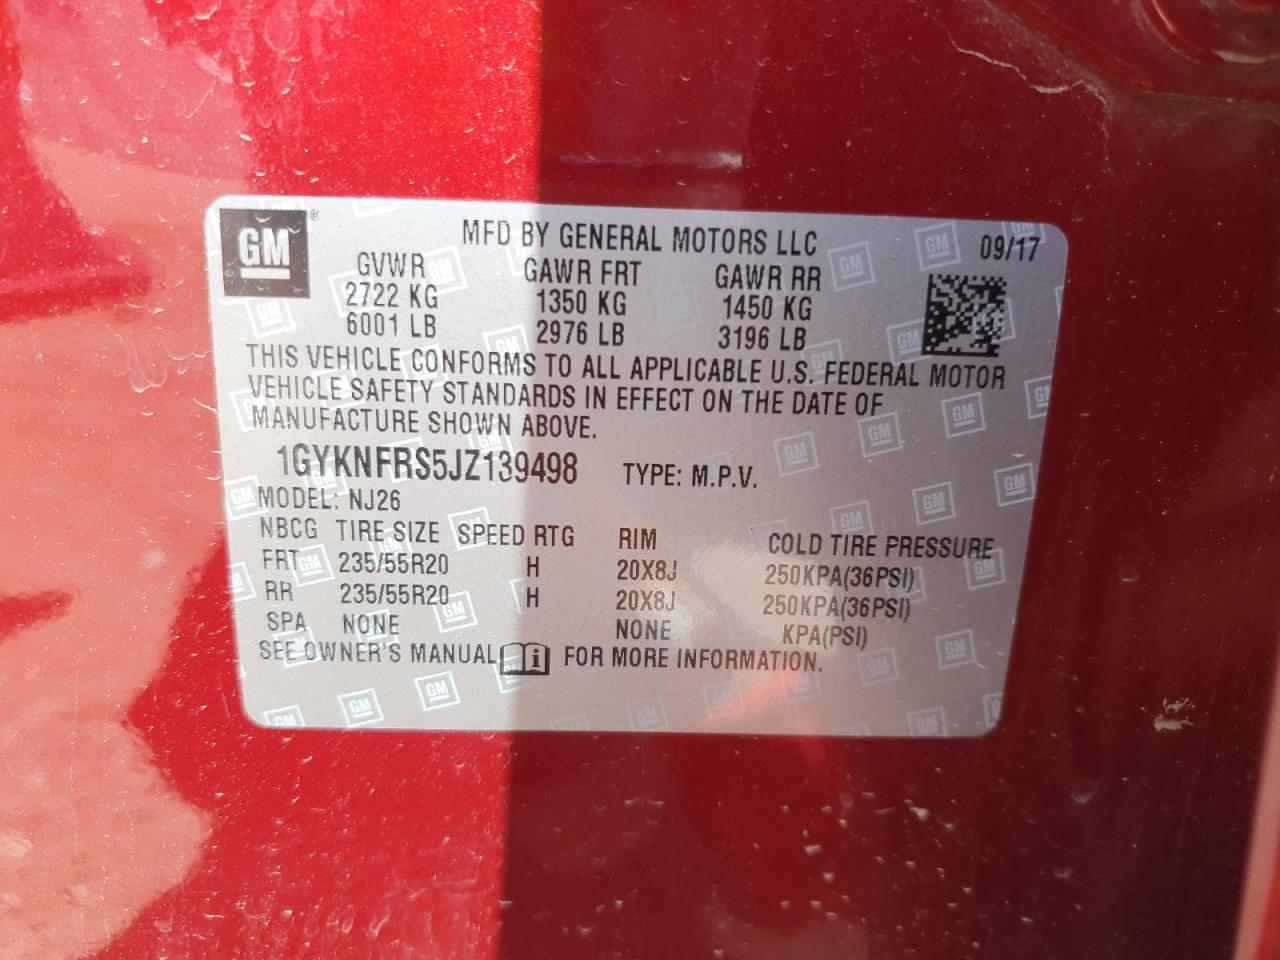 GM ®
MFD BY GENERAL MOTORS LLC 09/17
GVWR GAWR FRT GAWR RR
2722 KG 1350 KG 1450 KG
6001 LB 2976 LB 3196 LB
THIS VEHICLE CONFORMS TO ALL APPLICABLE U.S. FEDERAL MOTOR
VEHICLE SAFETY STANDARDS IN EFFECT ON THE DATE OF
MANUFACTURE SHOWN ABOVE.
1GYKNFRS5JZ139498 TYPE: M.P.V.
MODEL: NJ26
NBCG TIRE SIZE SPEED RTG RIM COLD TIRE PRESSURE
FRT 235/55R20 H 20X8J 250KPA(36PSI)
RR 235/55R20 H 20X8J 250KPA(36PSI)
SPA NONE NONE KPA(PSI)
SEE OWNER'S MANUAL i FOR MORE INFORMATION.